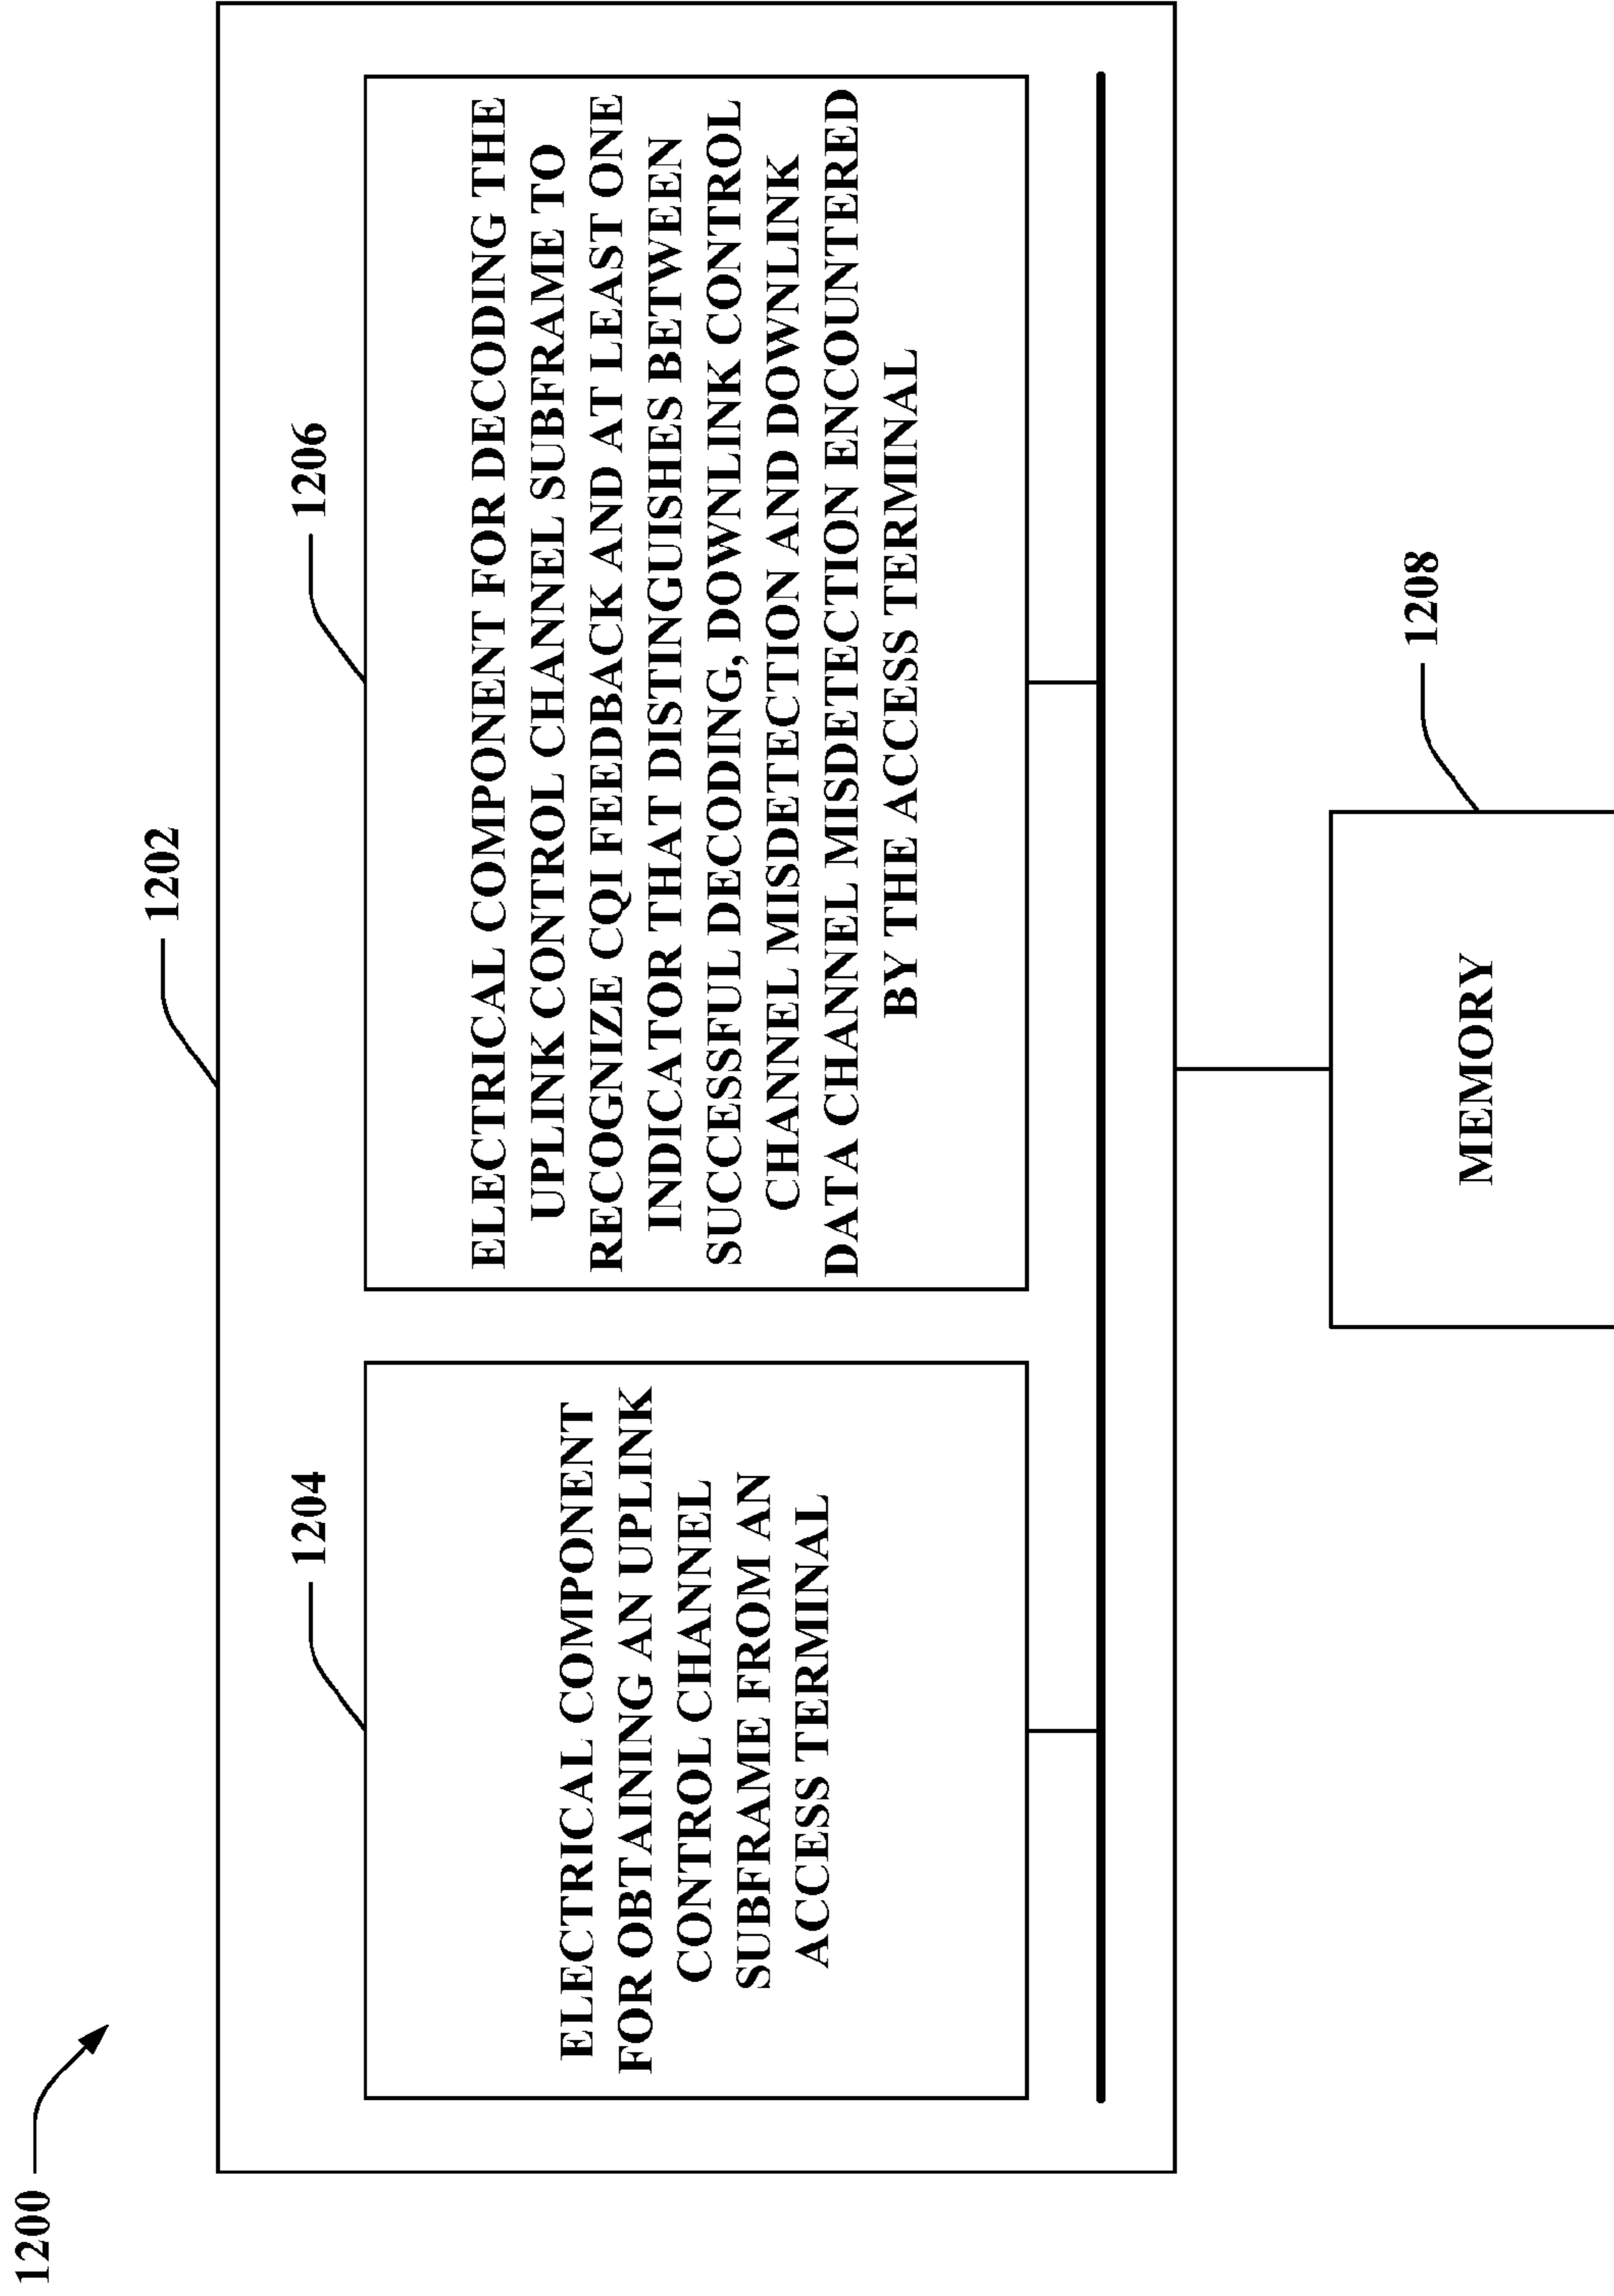 1200
1202
1204
ELECTRICAL COMPONENT
FOR OBTAINING AN UPLINK
CONTROL CHANNEL
SUBFRAME FROM AN
ACCESS TERMINAL
1206
ELECTRICAL COMPONENT FOR DECODING THE
UPLINK CONTROL CHANNEL SUBFRAME TO
RECOGNIZE CQI FEEDBACK AND AT LEAST ONE
INDICATOR THAT DISTINGUISHES BETWEEN
SUCCESSFUL DECODING, DOWNLINK CONTROL
CHANNEL MISDETECTION AND DOWNLINK
DATA CHANNEL MISDETECTION ENCOUNTERED
BY THE ACCESS TERMINAL
1208
MEMORY